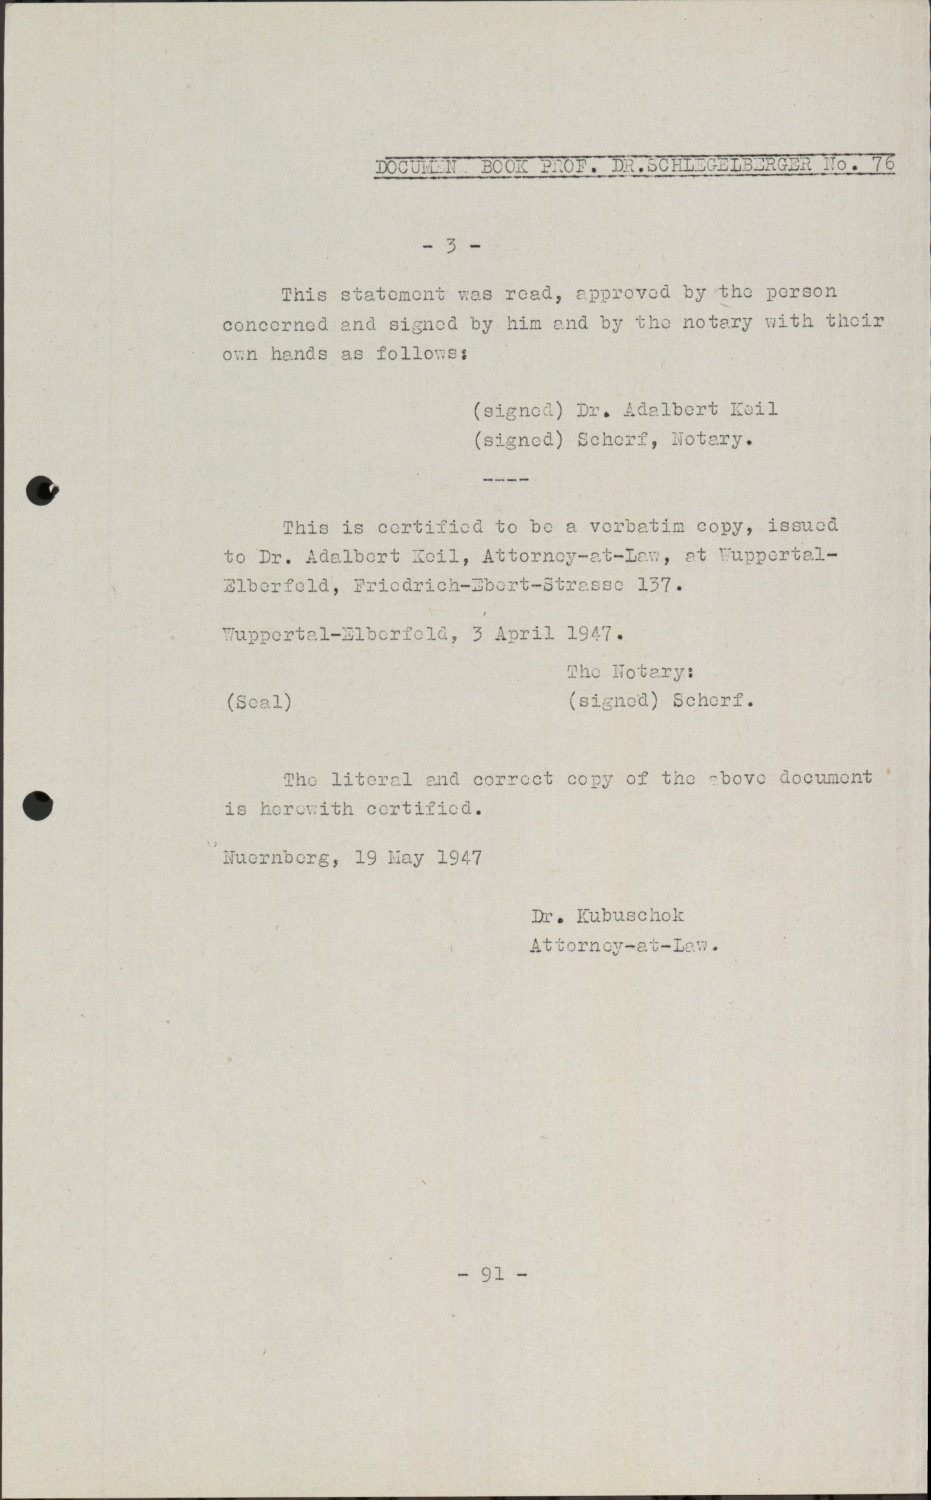 DOCUMENT BOOK PROF. DR.SCHLEGELBERGER No. 76
- 3 -
This statement was read, approved by the person
concerned and signed by him and by the notary with their
own hands as follows:
(signed) Dr. Adalbert Keil
(signed) Scherf, Notary.
-----
This is certified to be a verbatim copy, issued
to Dr. Adalbert Keil, Attorney-at-Law, at Wuppertal-
Elberfeld, Friedrich-Ebert-Strasse 137.
Wuppertal-Elberfeld, 3 April 1947.
The Notary:
(Seal) (signed) Scherf.
The literal and correct copy of the above document
is herewith certified.
Nuernberg, 19 May 1947
Dr. Kubuschok
Attorney-at-Law.
- 91 -